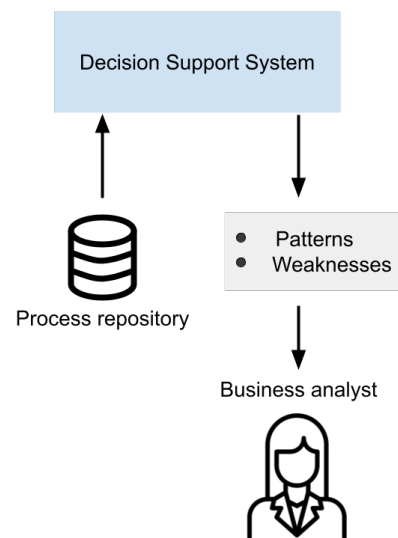 Decision Support System
Patterns
Weaknesses
Process repository
Business analyst